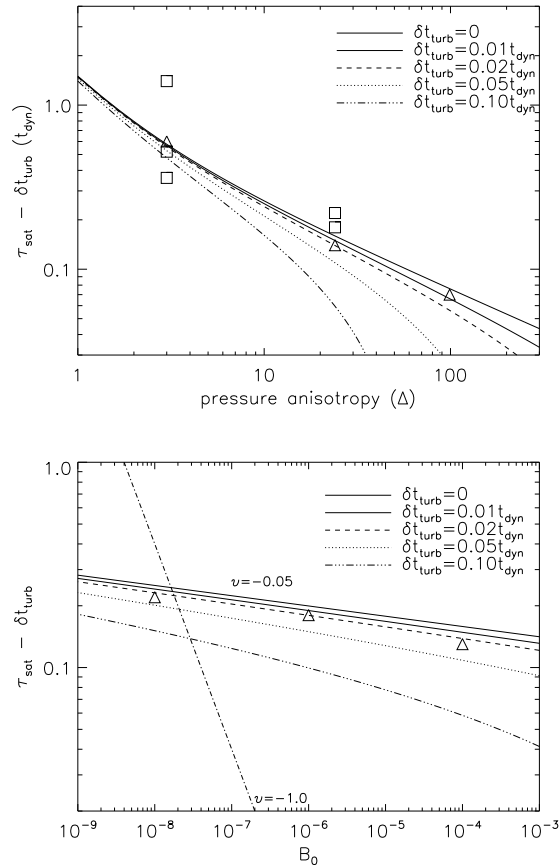 δt_turb=0
δt_turb=0.01t_dyn
δt_turb=0.02t_dyn
δt_turb=0.05t_dyn
δt_turb=0.10t_dyn
1.0
0.1
τ_sat − δt_turb (t_dyn)
1 10 100
pressure anisotropy (Δ)
δt_turb=0
δt_turb=0.01t_dyn
δt_turb=0.02t_dyn
δt_turb=0.05t_dyn
δt_turb=0.10t_dyn
1.0
0.1
τ_sat − δt_turb
υ=−0.05
υ=−1.0
10⁻⁹ 10⁻⁸ 10⁻⁷ 10⁻⁶ 10⁻⁵ 10⁻⁴ 10⁻³
B₀